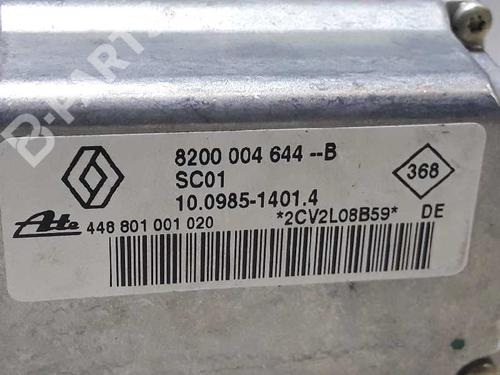 B-PARTS
8200 004 644 --B
SC01
368
10.0985-1401.4
Ate 448 801 001 020 *2CV2L08B59* DE